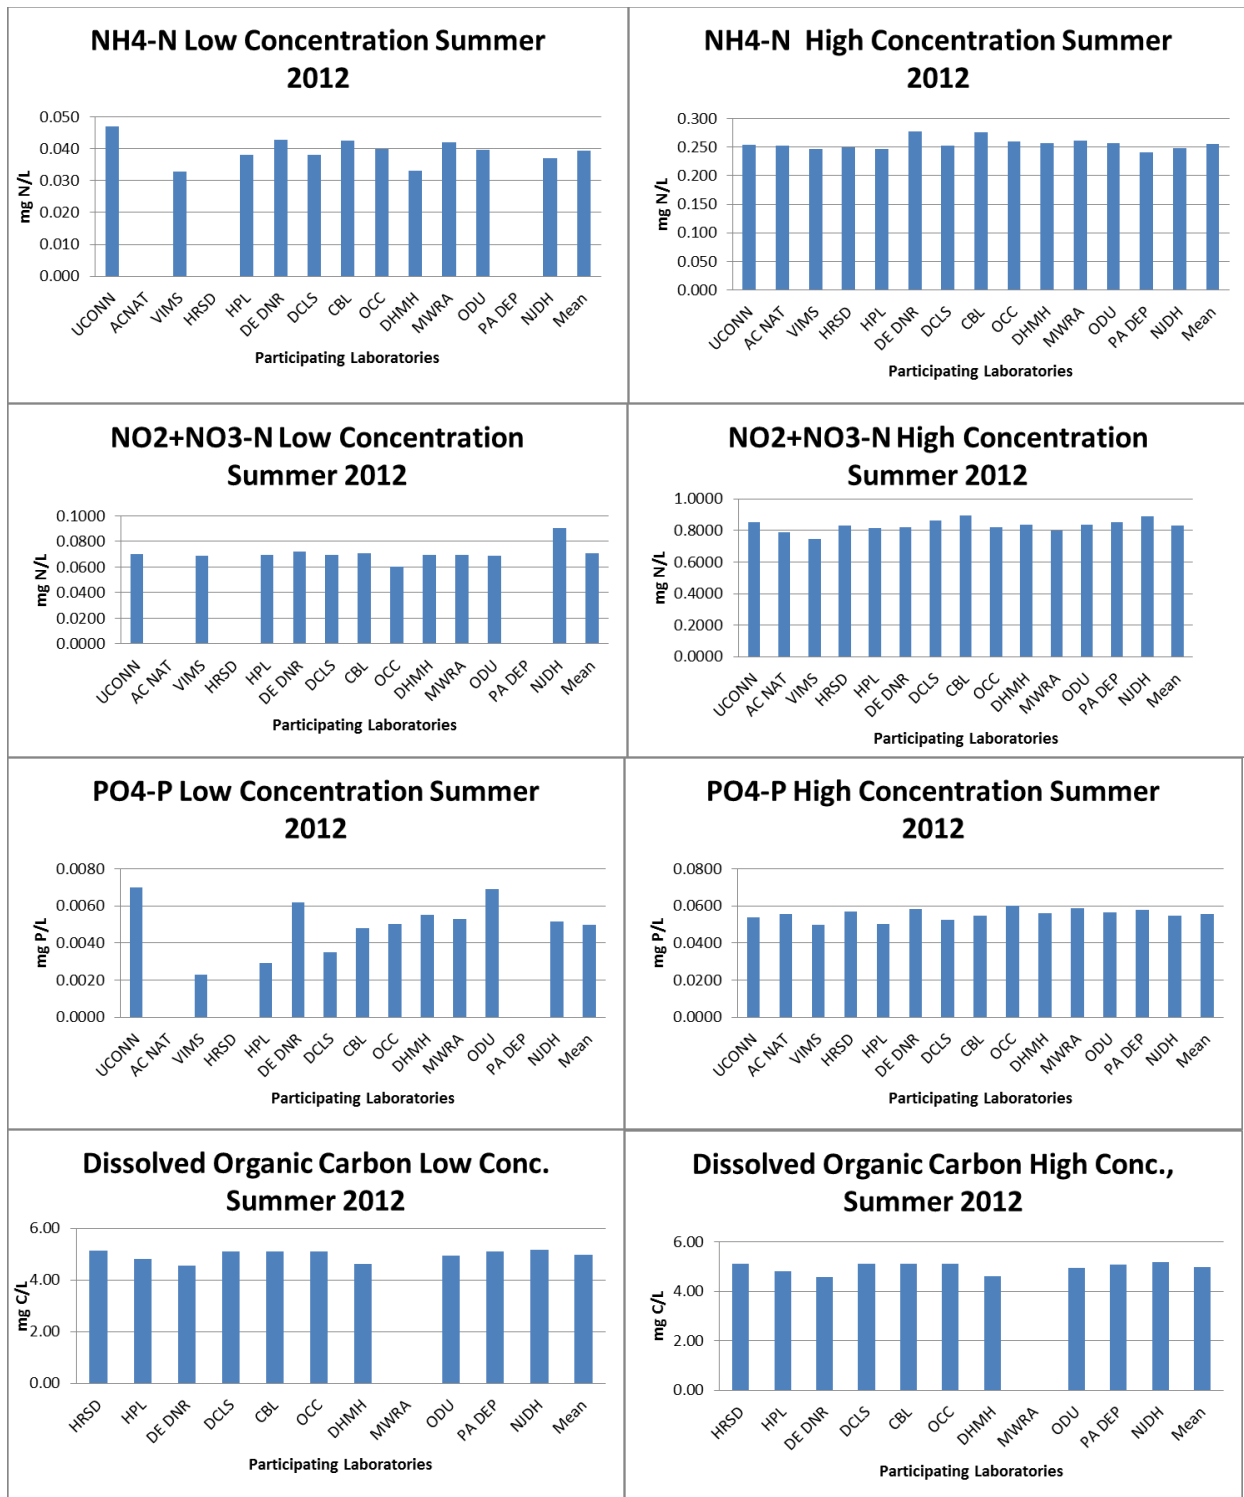 NH4-N Low Concentration Summer
2012
0.050
0.040
0.030
0.020
0.010
0.000
mg N/L
UCONN
ACNAT
VIMS
HRSD
HPL
DE DNR
DCLS
CBL
OCC
DHMH
MWRA
ODU
PA DEP
NJDH
Mean
Participating Laboratories
NH4-N High Concentration Summer
2012
0.300
0.250
0.200
0.150
0.100
0.050
0.000
mg N/L
UCONN
AC NAT
VIMS
HRSD
HPL
DE DNR
DCLS
CBL
OCC
DHMH
MWRA
ODU
PA DEP
NJDH
Mean
Participating Laboratories
NO2+NO3-N Low Concentration
Summer 2012
0.1000
0.0800
0.0600
0.0400
0.0200
0.0000
mg N/L
UCONN
AC NAT
VIMS
HRSD
HPL
DE DNR
DCLS
CBL
OCC
DHMH
MWRA
ODU
PA DEP
NJDH
Mean
Participating Laboratories
NO2+NO3-N High Concentration
Summer 2012
1.0000
0.8000
0.6000
0.4000
0.2000
0.0000
mg N/L
UCONN
AC NAT
VIMS
HRSD
HPL
DE DNR
DCLS
CBL
OCC
DHMH
MWRA
ODU
PA DEP
NJDH
Mean
Participating Laboratories
PO4-P Low Concentration Summer
2012
0.0080
0.0060
0.0040
0.0020
0.0000
mg P/L
UCONN
AC NAT
VIMS
HRSD
HPL
DE DNR
DCLS
CBL
OCC
DHMH
MWRA
ODU
PA DEP
NJDH
Mean
Participating Laboratories
PO4-P High Concentration Summer
2012
0.0800
0.0600
0.0400
0.0200
0.0000
mg P/L
UCONN
AC NAT
VIMS
HRSD
HPL
DE DNR
DCLS
CBL
OCC
DHMH
MWRA
ODU
PA DEP
NJDH
Mean
Participating Laboratories
Dissolved Organic Carbon Low Conc.
Summer 2012
6.00
4.00
2.00
0.00
mg C/L
HRSD
HPL
DE DNR
DCLS
CBL
OCC
DHMH
MWRA
ODU
PA DEP
NJDH
Mean
Participating Laboratories
Dissolved Organic Carbon High Conc.,
Summer 2012
6.00
4.00
2.00
0.00
mg C/L
HRSD
HPL
DE DNR
DCLS
CBL
OCC
DHMH
MWRA
ODU
PA DEP
NJDH
Mean
Participating Laboratories